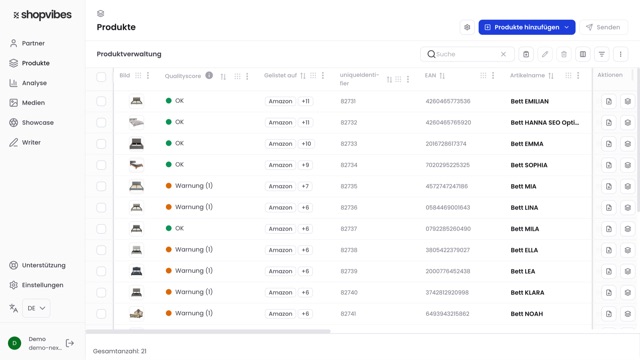 shopvibes
Partner
Produkte
Analyse
Medien
Showcase
Writer
Unterstützung
Einstellungen
DE
D
Demo
demo-nex...
Produkte
Produkte hinzufügen
Senden
Produktverwaltung
Suche
Bild
Qualityscore
Gelistet auf
uniqueidenti-
fier
EAN
Artikelname
Aktionen
OK Amazon +11 82731 4260465773536 Bett EMILIAN
OK Amazon +11 82732 4260465765920 Bett HANNA SEO Opti...
OK Amazon +10 82733 2016728617374 Bett EMMA
OK Amazon +9 82734 7020295225325 Bett SOPHIA
Warnung (1) Amazon +7 82735 4572747247186 Bett MIA
Warnung (1) Amazon +6 82736 0584469001643 Bett LINA
OK Amazon +6 82737 0792285260490 Bett MILA
Warnung (1) Amazon +6 82738 3805422379027 Bett ELLA
Warnung (1) Amazon +6 82739 2000776452438 Bett LEA
Warnung (1) Amazon +6 82740 3742812920998 Bett KLARA
Warnung (1) Amazon +6 82741 6493943215862 Bett NOAH
Gesamtanzahl: 21